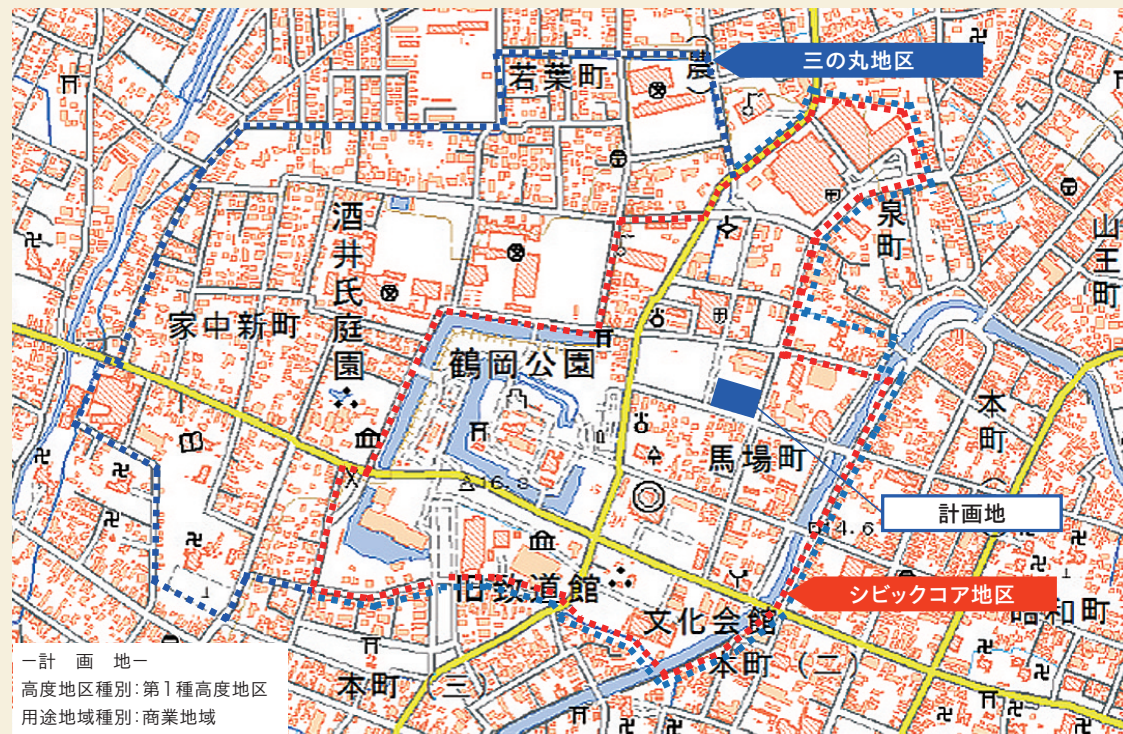 三の丸地区
若葉町
(農)
泉町
山王町
酒井氏庭園
家中新町
鶴岡公園
本町(
馬場町
計画地
4.6
16.8
シビックコア地区
旧致道館
文化会館
昭和町
本町(二)
本町(三)
ー計 画 地ー
高度地区種別:第1種高度地区
用途地域種別:商業地域